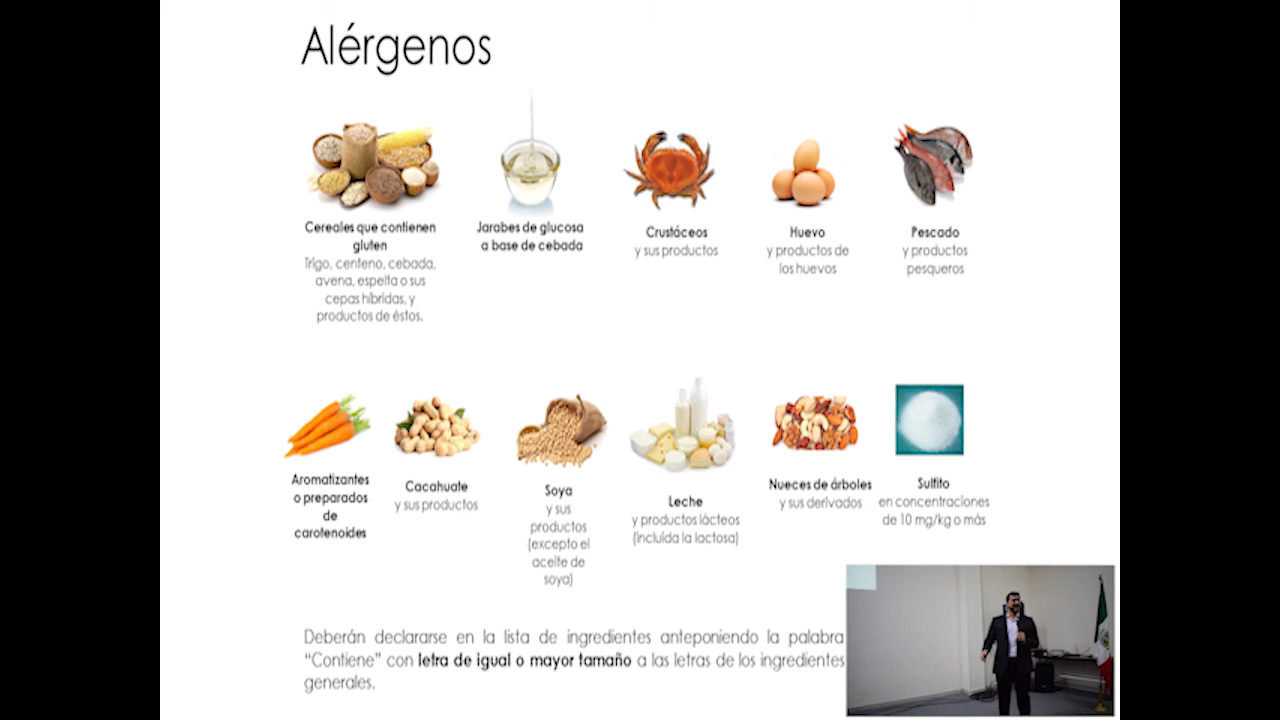 Alérgenos
Cereales que contienen
gluten
Trigo, centeno, cebada,
avena, espelta o sus
cepas híbridas, y
productos de éstos.
Jarabes de glucosa
a base de cebada
Crustáceos
y sus productos
Huevo
y productos de
los huevos
Pescado
y productos
pesqueros
Aromatizantes
o preparados
de
carotenoides
Cacahuate
y sus productos
Soya
y sus
productos
(excepto el
aceite de
soya)
Leche
y productos lácteos
(incluida la lactosa)
Nueces de árboles
y sus derivados
Sulfito
en concentraciones
de 10 mg/kg o más
Deberán declararse en la lista de ingredientes anteponiendo la palabra
"Contiene" con letra de igual o mayor tamaño a las letras de los ingredientes
generales.